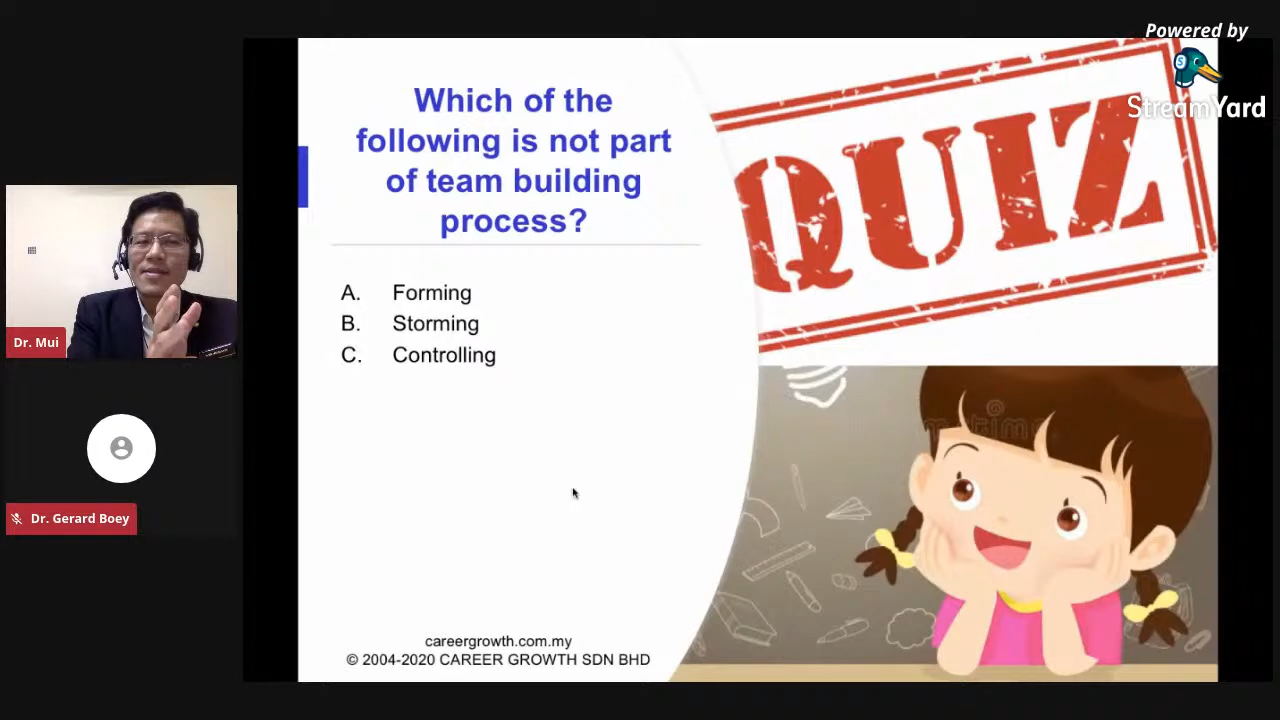 Powered by
StreamYard
Which of the
following is not part
of team building
process?
QUIZ
A. Forming
B. Storming
C. Controlling
Dr. Mui
Dr. Gerard Boey
careergrowth.com.my
© 2004-2020 CAREER GROWTH SDN BHD